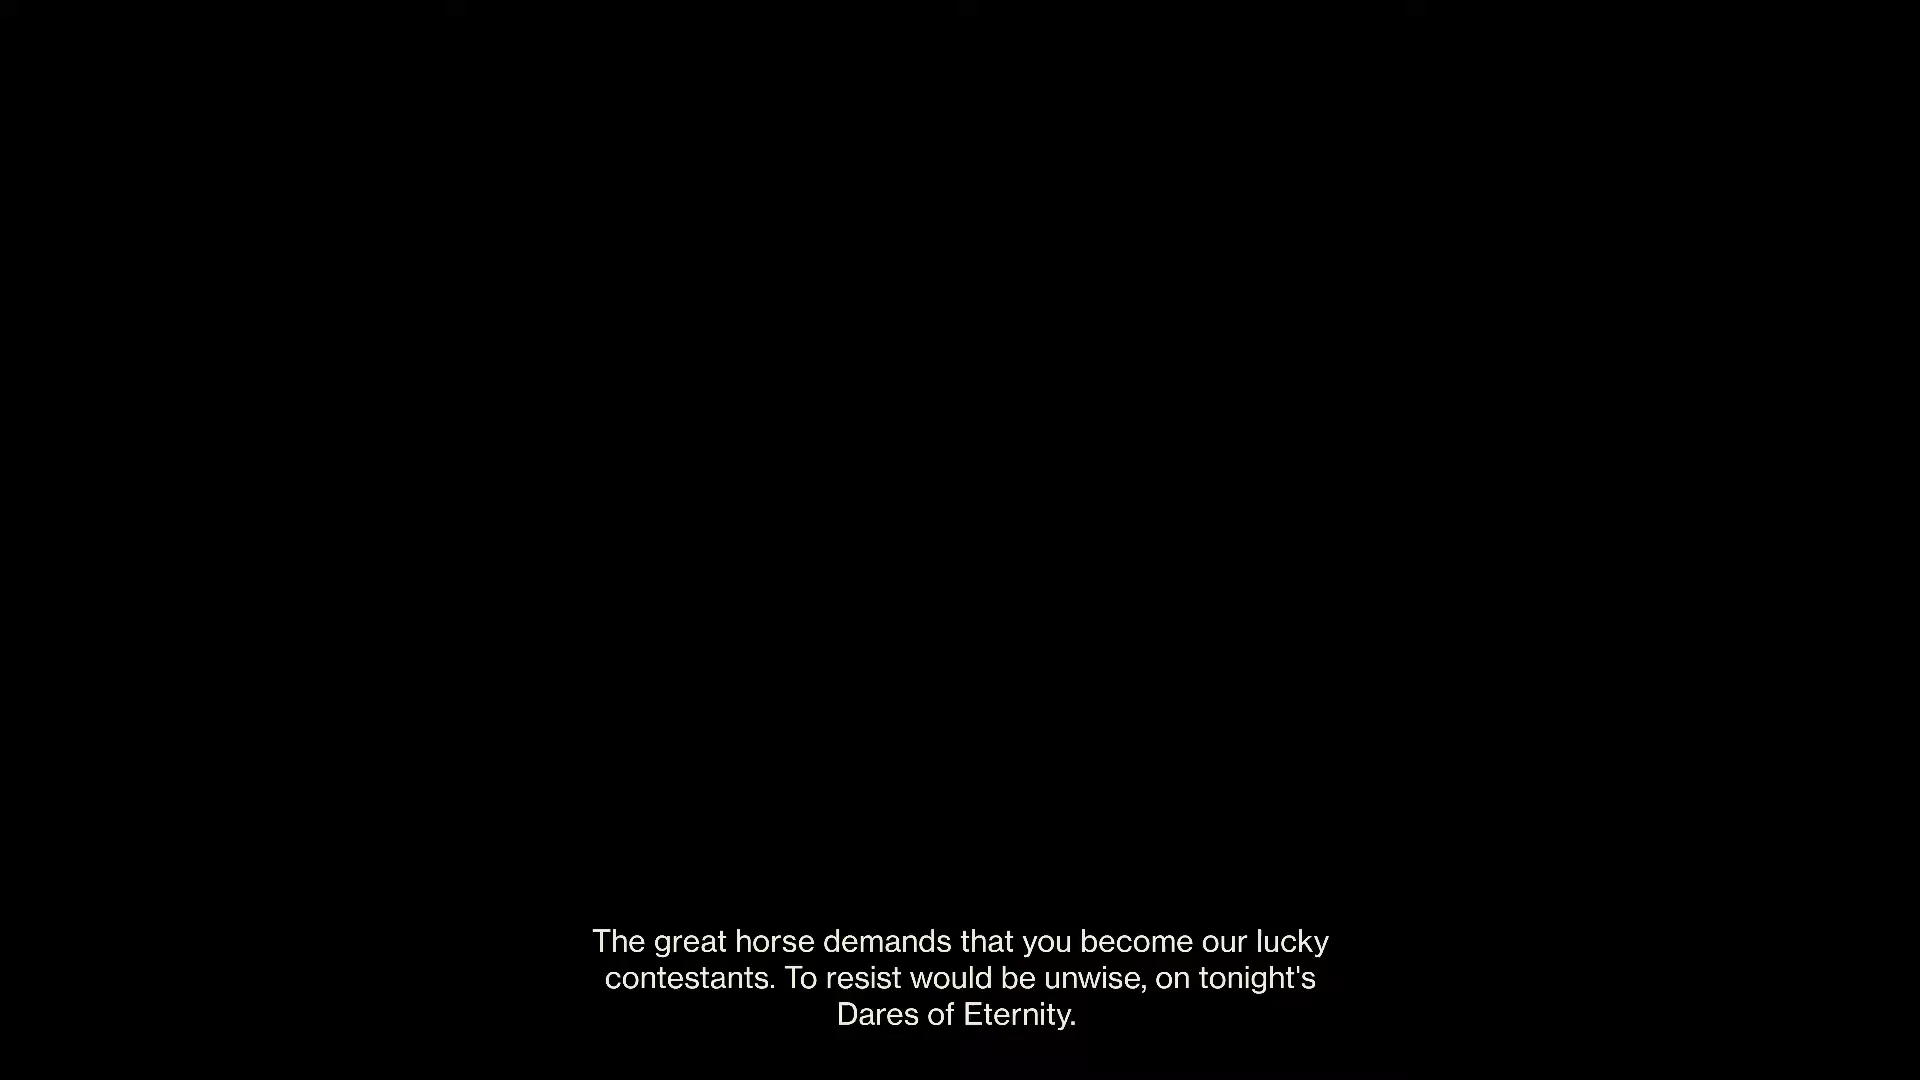 The great horse demands that you become our lucky
contestants. To resist would be unwise, on tonight's
Dares of Eternity.